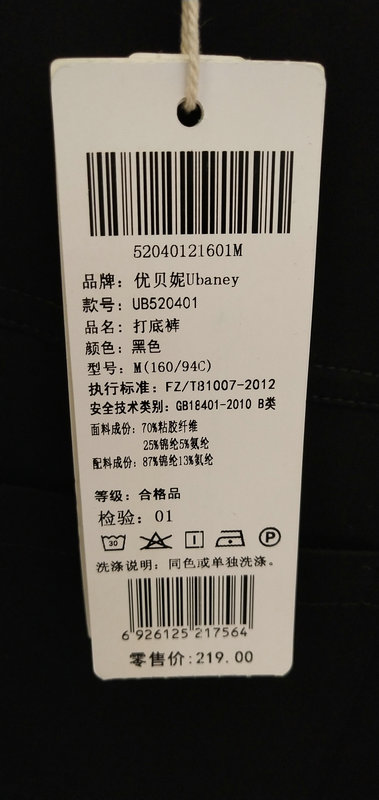 52040121601M
品牌：优贝妮Ubaney
款号：UB520401
品名：打底裤
颜色：黑色
型号：M(160/94C)
执行标准：FZ/T81007-2012
安全技术类别：GB18401-2010 B类
面料成份：70%粘胶纤维
25%锦纶5%氨纶
配料成份：87%锦纶13%氨纶
等级：合格品
检验：01
30 P
洗涤说明：同色或单独洗涤。
6 926125 217564
零售价:219.00